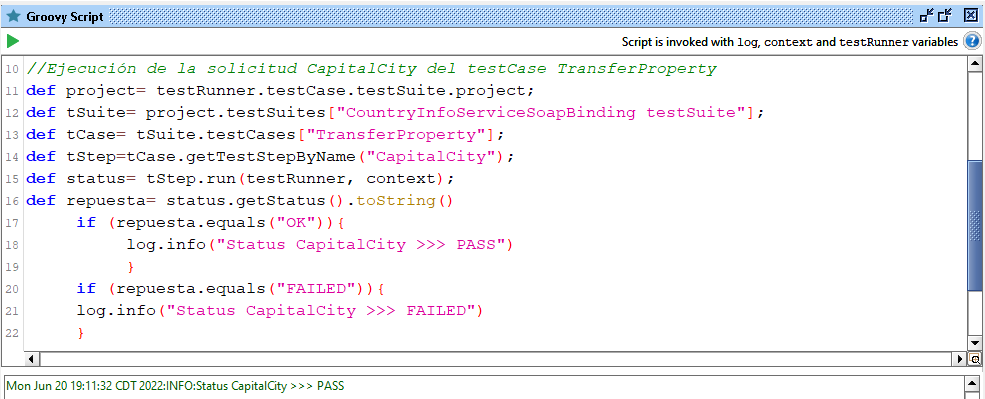 Groovy Script
Script is invoked with log, context and testRunner variables
10 //Ejecución de la solicitud CapitalCity del testCase TransferProperty
11 def project= testRunner.testCase.testSuite.project;
12 def tSuite= project.testSuites["CountryInfoServiceSoapBinding testSuite"];
13 def tCase= tSuite.testCases["TransferProperty"];
14 def tStep=tCase.getTestStepByName("CapitalCity");
15 def status= tStep.run(testRunner, context);
16 def repuesta= status.getStatus().toString()
17 if (repuesta.equals("OK")){
18 log.info("Status CapitalCity >>> PASS")
19 }
20 if (repuesta.equals("FAILED")){
21 log.info("Status CapitalCity >>> FAILED")
22 }
Mon Jun 20 19:11:32 CDT 2022:INFO:Status CapitalCity >>> PASS